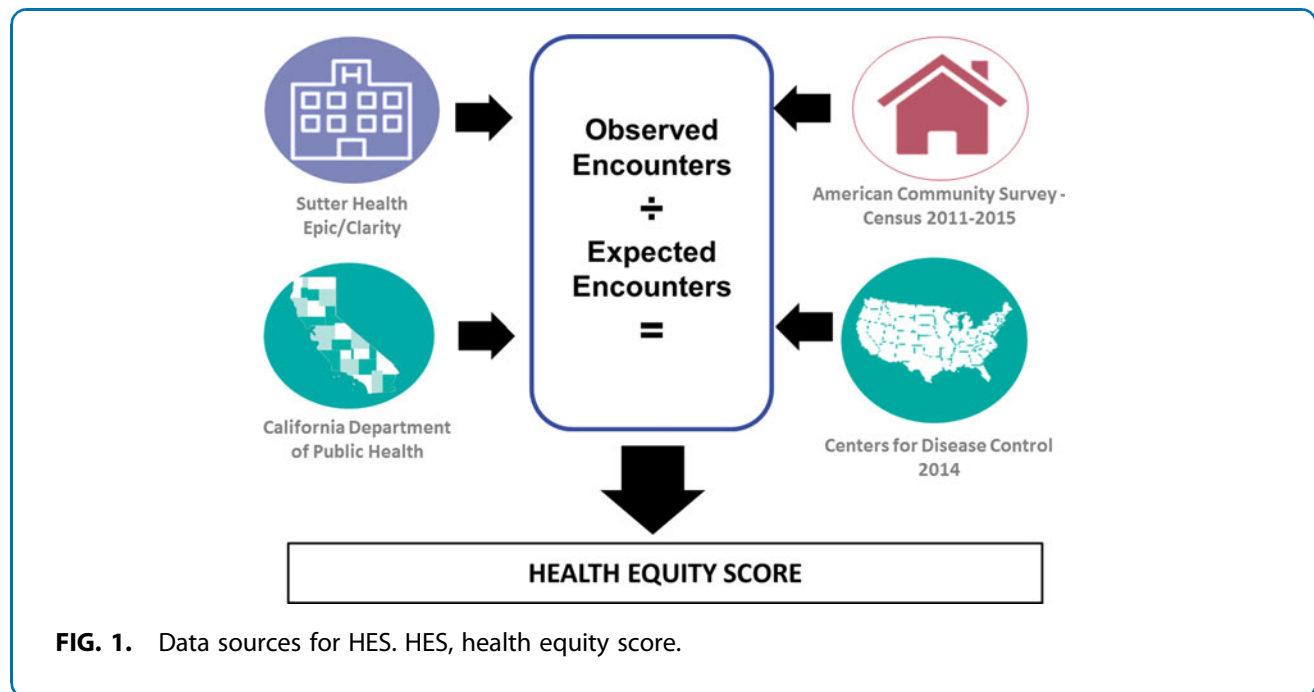 H
Sutter Health
Epic/Clarity
California Department
of Public Health
Observed
Encounters
÷
Expected
Encounters
=
American Community Survey -
Census 2011-2015
Centers for Disease Control
2014
HEALTH EQUITY SCORE
FIG. 1. Data sources for HES. HES, health equity score.